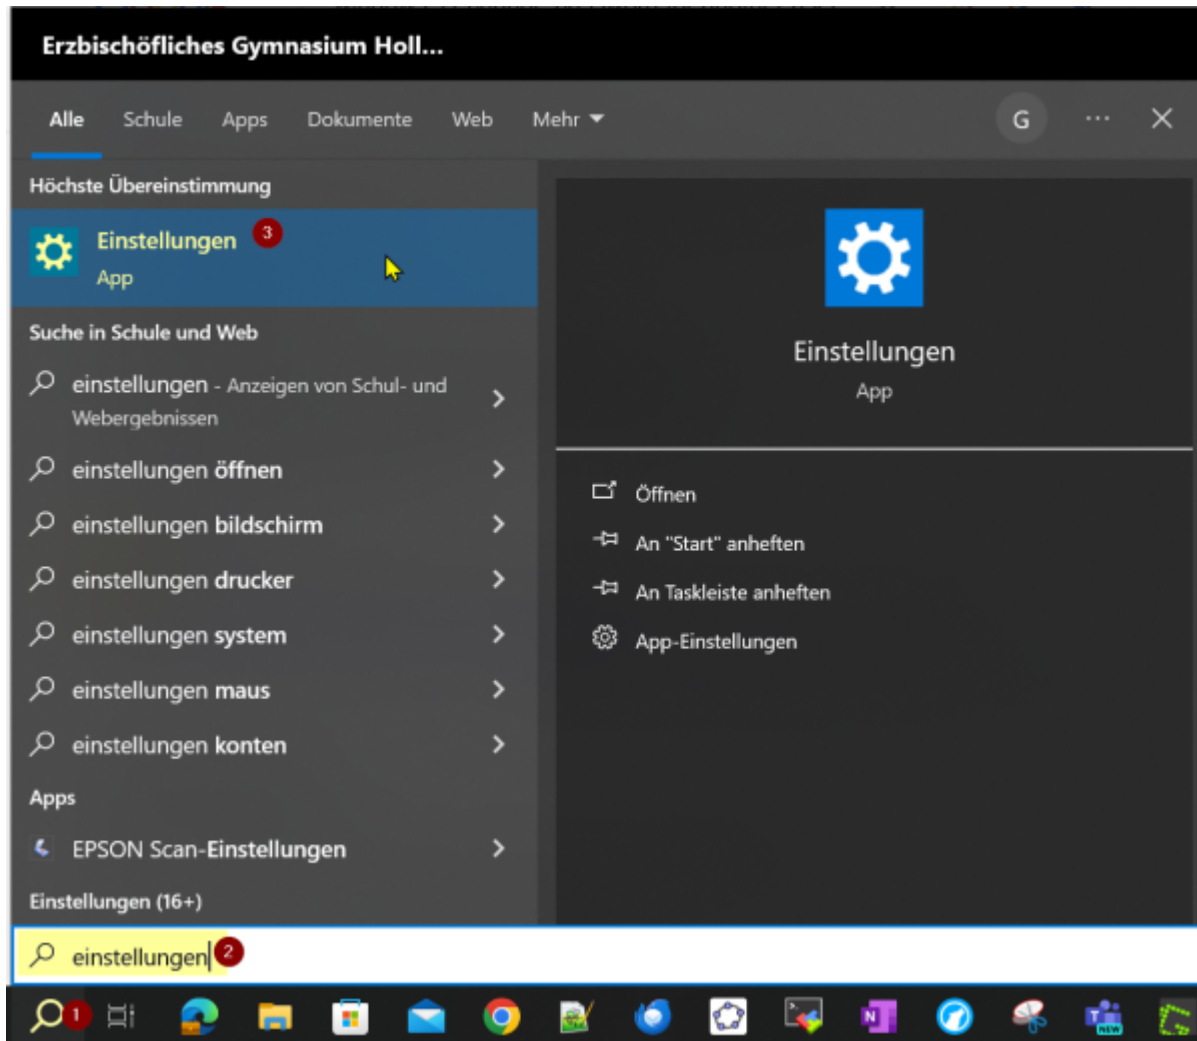 Erzbischöfliches Gymnasium Holl...
Alle Schule Apps Dokumente Web Mehr
G ...
Höchste Übereinstimmung
Einstellungen 3
App
Suche in Schule und Web
einstellungen - Anzeigen von Schul- und
Webergebnissen
einstellungen öffnen
einstellungen bildschirm
einstellungen drucker
einstellungen system
einstellungen maus
einstellungen konten
Apps
EPSON Scan-Einstellungen
Einstellungen (16+)
Einstellungen
App
Öffnen
An "Start" anheften
An Taskleiste anheften
App-Einstellungen
einstellungen 2
1
N
T
NEW